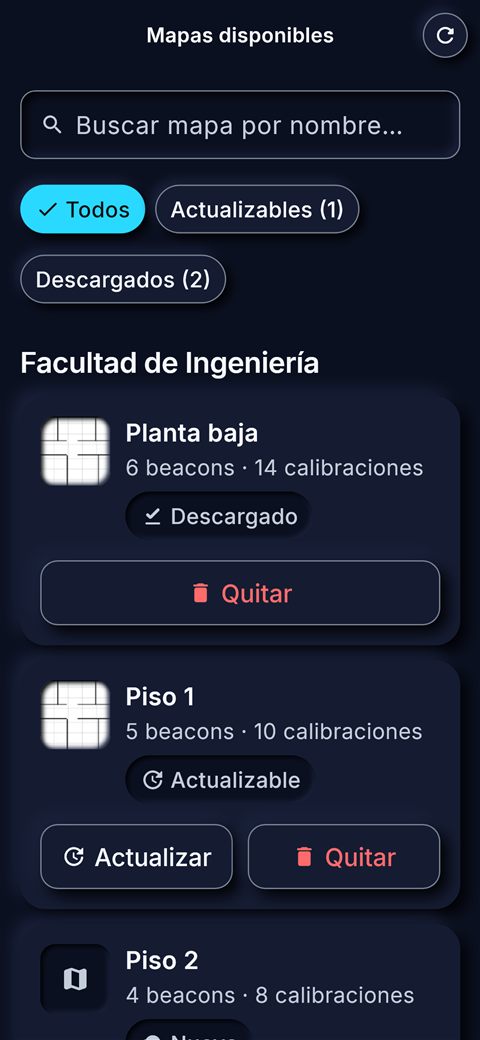 Mapas disponibles
Buscar mapa por nombre...
Todos
Actualizables (1)
Descargados (2)
Facultad de Ingeniería
Planta baja
6 beacons · 14 calibraciones
Descargado
Quitar
Piso 1
5 beacons · 10 calibraciones
Actualizable
Actualizar
Quitar
Piso 2
4 beacons · 8 calibraciones